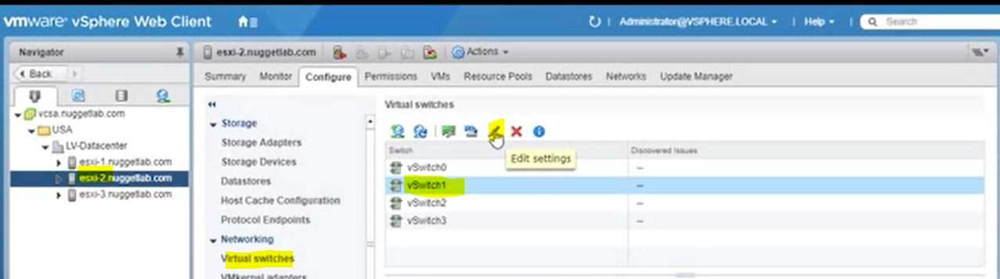 vmware® vSphere Web Client
Administrator@VSPHERE.LOCAL
Help
Search
Navigator
Back
vcsa.nuggetlab.com
USA
LV-Datacenter
esxi-1.nuggetlab.com
esxi-2.nuggetlab.com
esxi-3.nuggetlab.com
esxi-2.nuggetlab.com
Actions
Summary Monitor Configure Permissions VMs Resource Pools Datastores Networks Update Manager
Storage
Storage Adapters
Storage Devices
Datastores
Host Cache Configuration
Protocol Endpoints
Networking
Virtual switches
VMkernel adapters
Virtual switches
Edit settings
Switch Discovered Issues
vSwitch0 --
vSwitch1 --
vSwitch2 --
vSwitch3 --